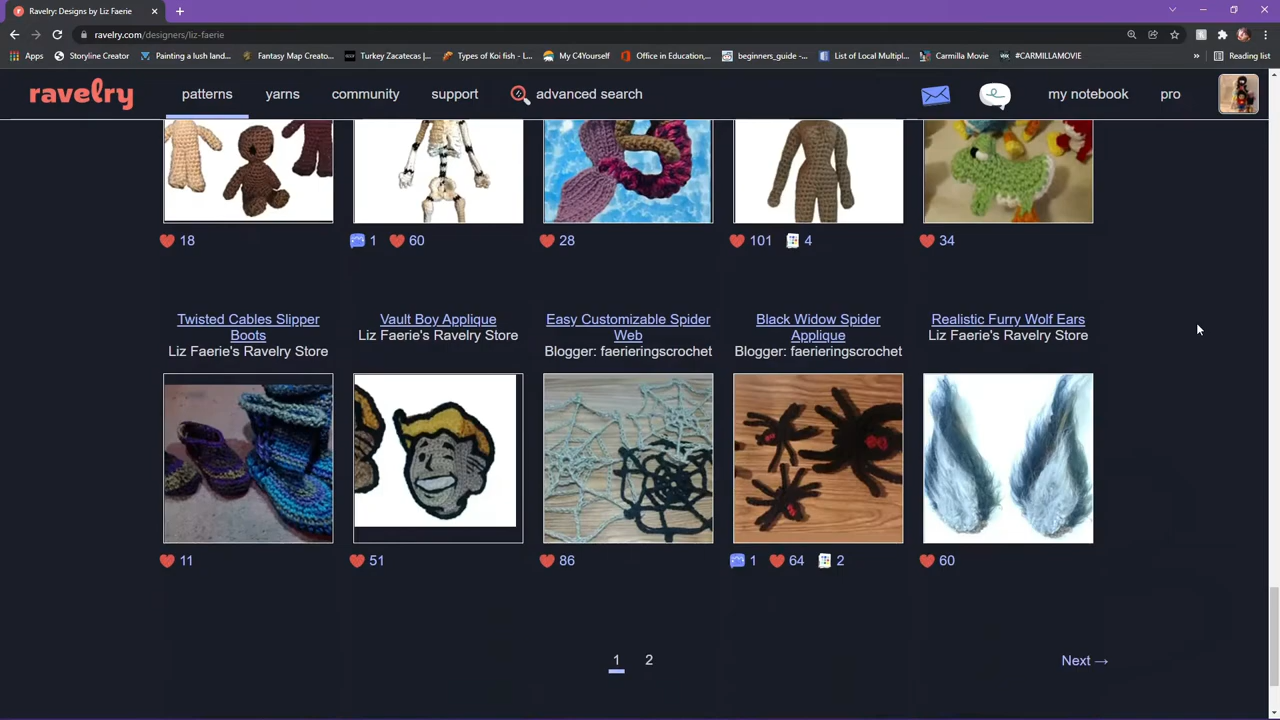 Ravelry: Designs by Liz Faerie
ravelry.com/designers/liz-faerie
Apps Storyline Creator Painting a lush land... Fantasy Map Creato... Turkey Zacatecas |... Types of Koi fish - I... My C4Yourself Office in Education,... beginners_guide -... List of Local Multipl... Carmilla Movie #CARMILLAMOVIE » Reading list
ravelry patterns yarns community support advanced search my notebook pro
18 1 60 28 101 4 34
Twisted Cables Slipper Boots
Liz Faerie's Ravelry Store
Vault Boy Applique
Liz Faerie's Ravelry Store
Easy Customizable Spider Web
Blogger: faerieringscrochet
Black Widow Spider Applique
Blogger: faerieringscrochet
Realistic Furry Wolf Ears
Liz Faerie's Ravelry Store
11 51 86 1 64 2 60
1 2 Next →